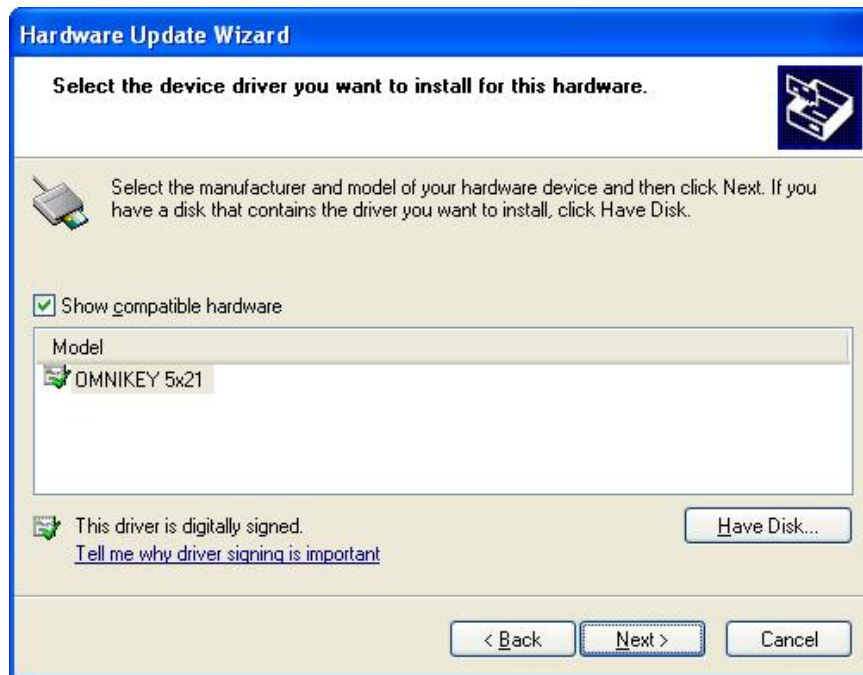 Hardware Update Wizard
Select the device driver you want to install for this hardware.
Select the manufacturer and model of your hardware device and then click Next. If you
have a disk that contains the driver you want to install, click Have Disk.
Show compatible hardware
Model
OMNIKEY 5x21
This driver is digitally signed.
Have Disk...
Tell me why driver signing is important
< Back
Next >
Cancel